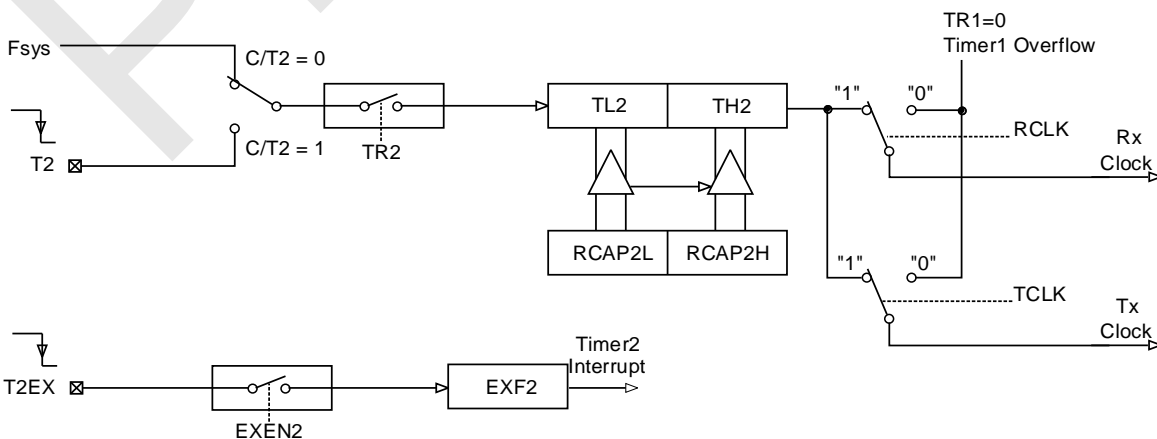 TR1=0
Timer1 Overflow
Fsys
C/T2 = 0
TL2
TH2
"1"
"0"
RCLK
Rx
Clock
T2
C/T2 = 1
TR2
RCAP2L
RCAP2H
"1"
"0"
TCLK
Tx
Clock
Timer2
Interrupt
T2EX
EXF2
EXEN2